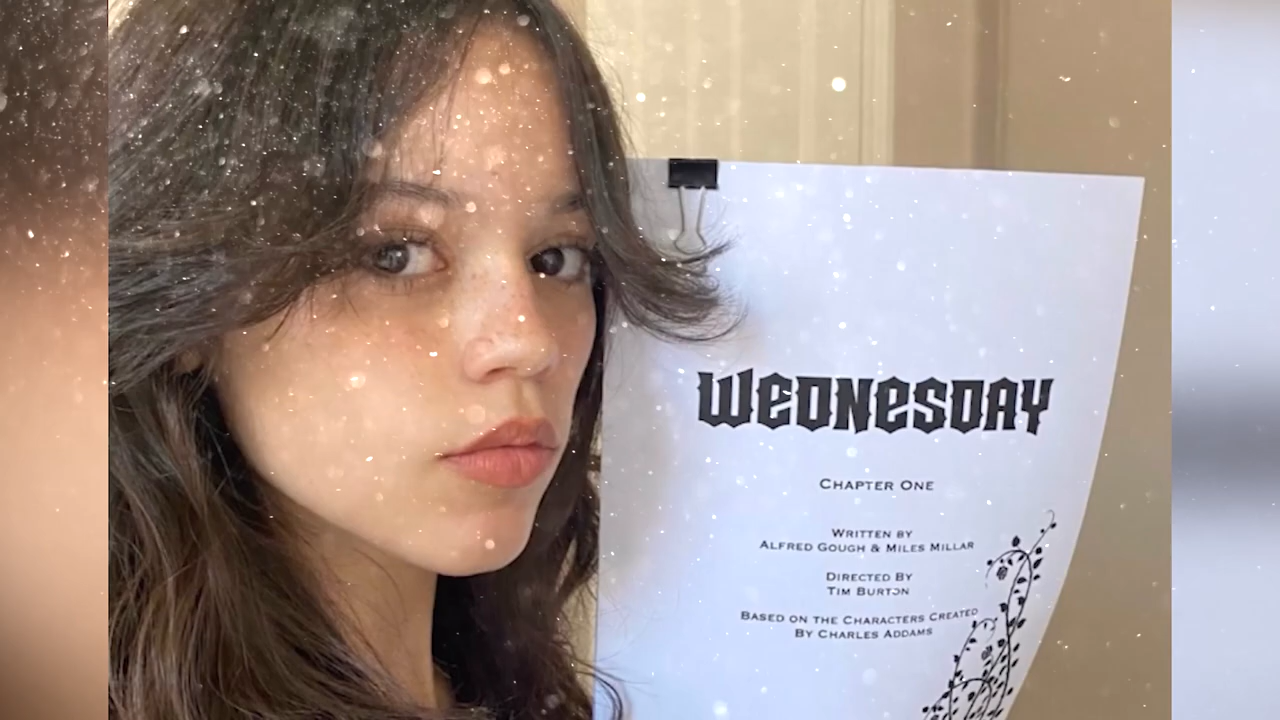 WEDNESDAY
CHAPTER ONE
WRITTEN BY
ALFRED GOUGH & MILES MILLAR
DIRECTED BY
TIM BURTON
BASED ON THE CHARACTERS CREATED
BY CHARLES ADDAMS